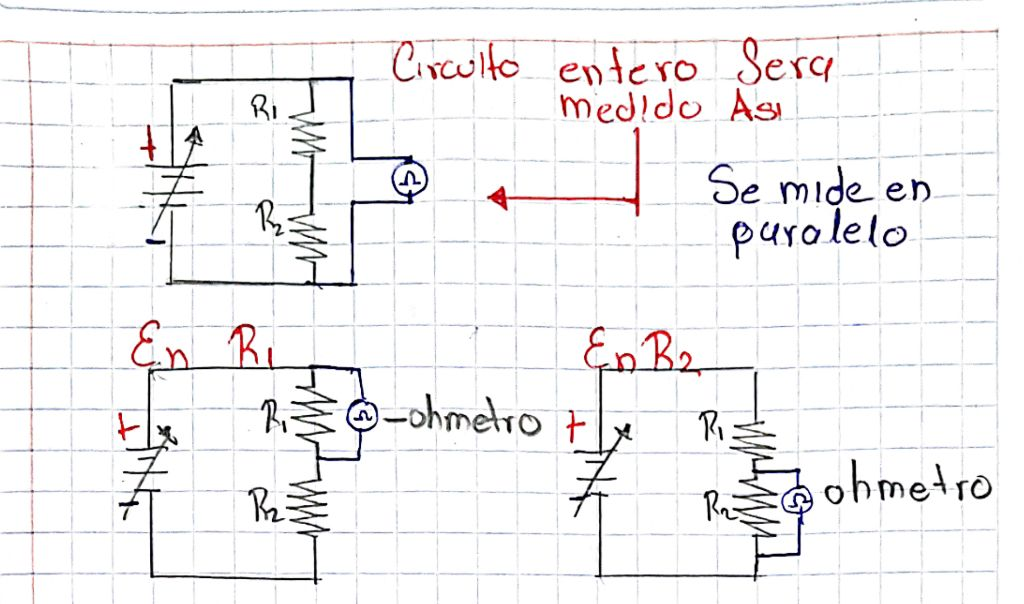 Circuito entero Sera
medido Asi
+
R1
Ω
Se mide en
paralelo
R2
-
En R1
En R2
+
R1
Ω
-ohmetro
+
R1
R2
-
R2
Ω
ohmetro
-